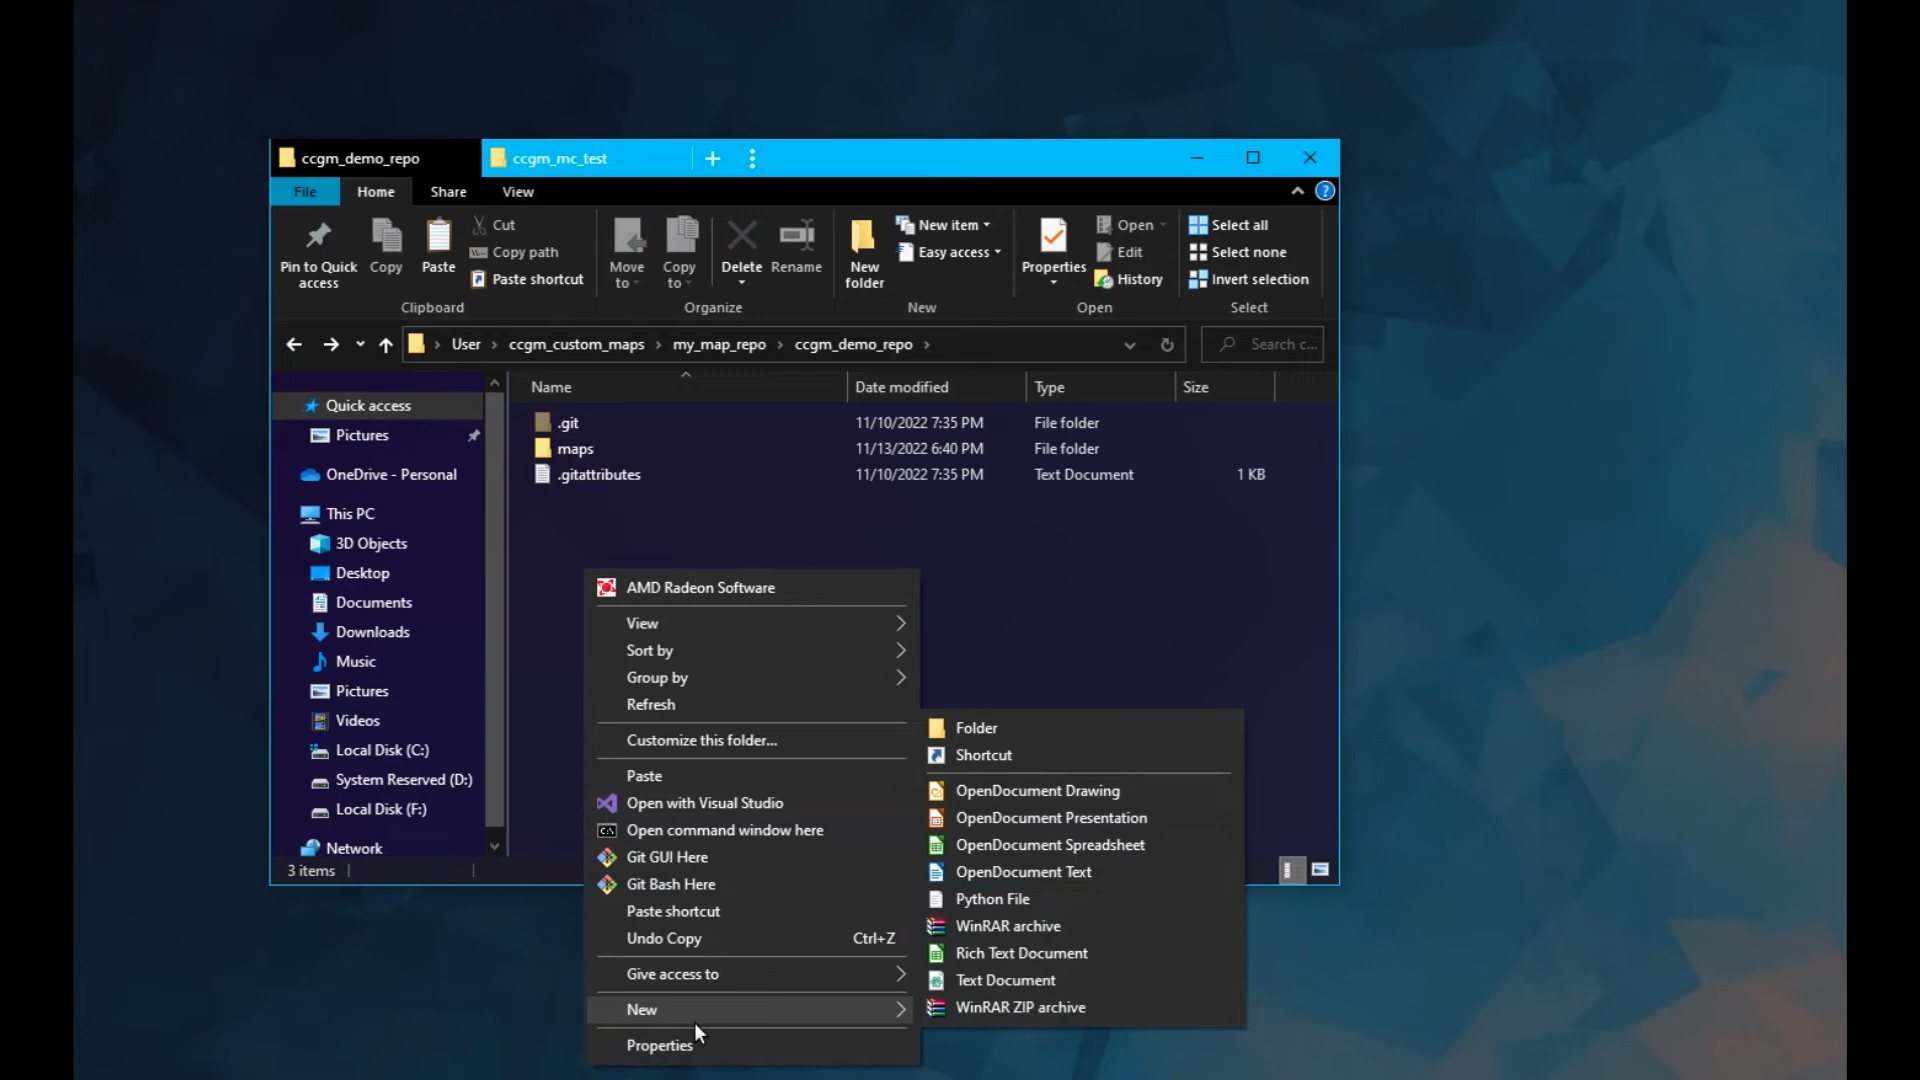 ccgm_demo_repo
ccgm_mc_test
File
Home
Share
View
Pin to Quick access
Copy
Paste
Cut
Copy path
Paste shortcut
Clipboard
Move to
Copy to
Delete
Rename
Organize
New folder
New item
Easy access
New
Properties
Open
Edit
History
Open
Select all
Select none
Invert selection
Select
User > ccgm_custom_maps > my_map_repo > ccgm_demo_repo >
Search c...
Name
Date modified
Type
Size
Quick access
Pictures
OneDrive - Personal
This PC
3D Objects
Desktop
Documents
Downloads
Music
Pictures
Videos
Local Disk (C:)
System Reserved (D:)
Local Disk (F:)
Network
.git 11/10/2022 7:35 PM File folder
maps 11/13/2022 6:40 PM File folder
.gitattributes 11/10/2022 7:35 PM Text Document 1 KB
3 items
AMD Radeon Software
View
Sort by
Group by
Refresh
Customize this folder...
Paste
Open with Visual Studio
Open command window here
Git GUI Here
Git Bash Here
Paste shortcut
Undo Copy Ctrl+Z
Give access to
New
Properties
Folder
Shortcut
OpenDocument Drawing
OpenDocument Presentation
OpenDocument Spreadsheet
OpenDocument Text
Python File
WinRAR archive
Rich Text Document
Text Document
WinRAR ZIP archive